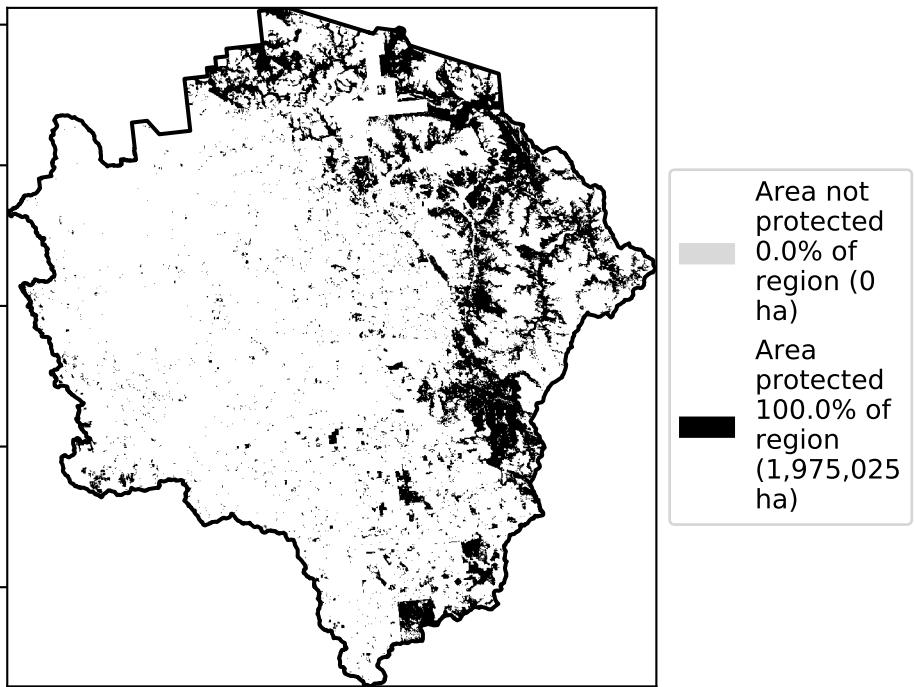 Area not
protected
0.0% of
region (0
ha)
Area
protected
100.0% of
region
(1,975,025
ha)